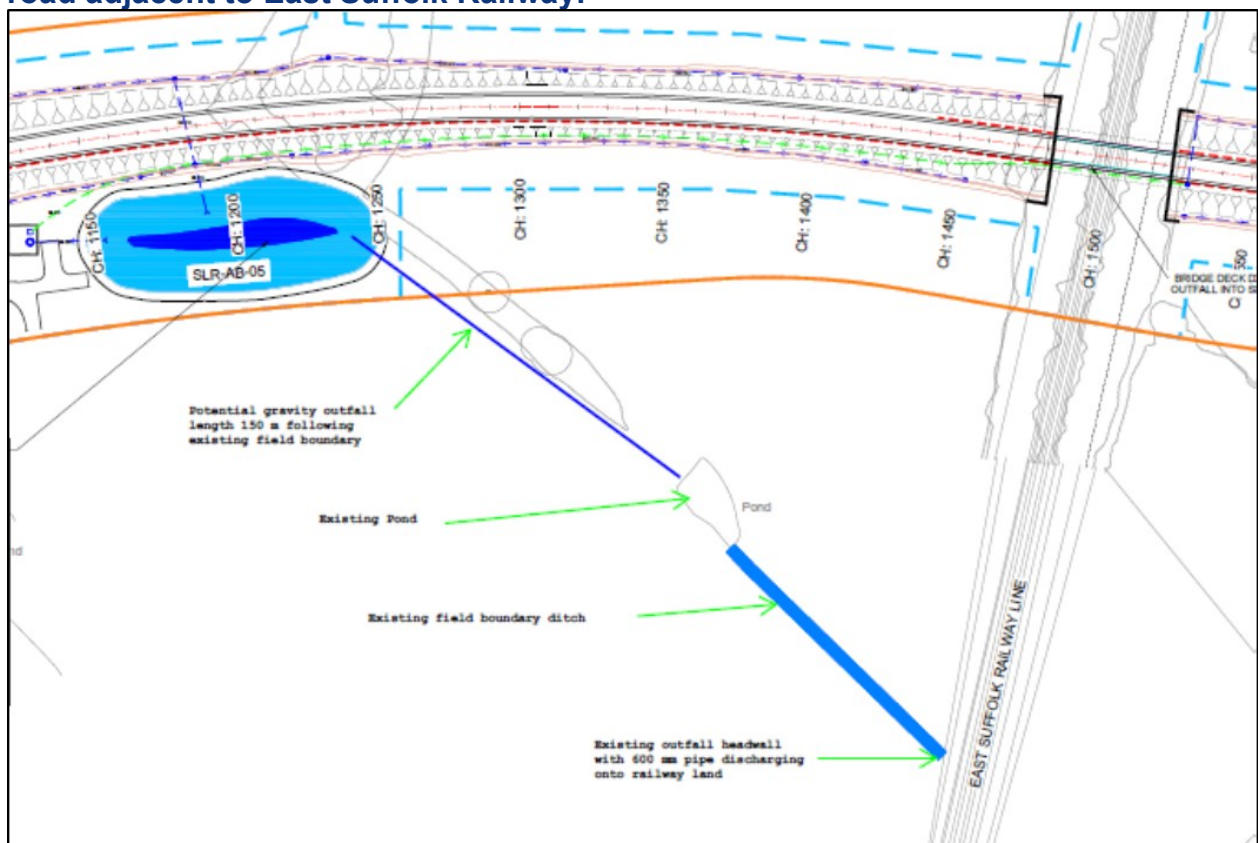 road adjacent to East Suffolk Railway.
CH: 1150
CH: 1200
CH: 1250
CH: 1300
CH: 1350
CH: 1400
CH: 1450
CH: 1500
SLR-AB-05
BRIDGE DECK D
OUTFALL INTO S
Potential gravity outfall
length 150 m following
existing field boundary
Existing Pond
Pond
nd
Existing field boundary ditch
EAST SUFFOLK RAILWAY LINE
Existing outfall headwall
with 600 mm pipe discharging
onto railway land